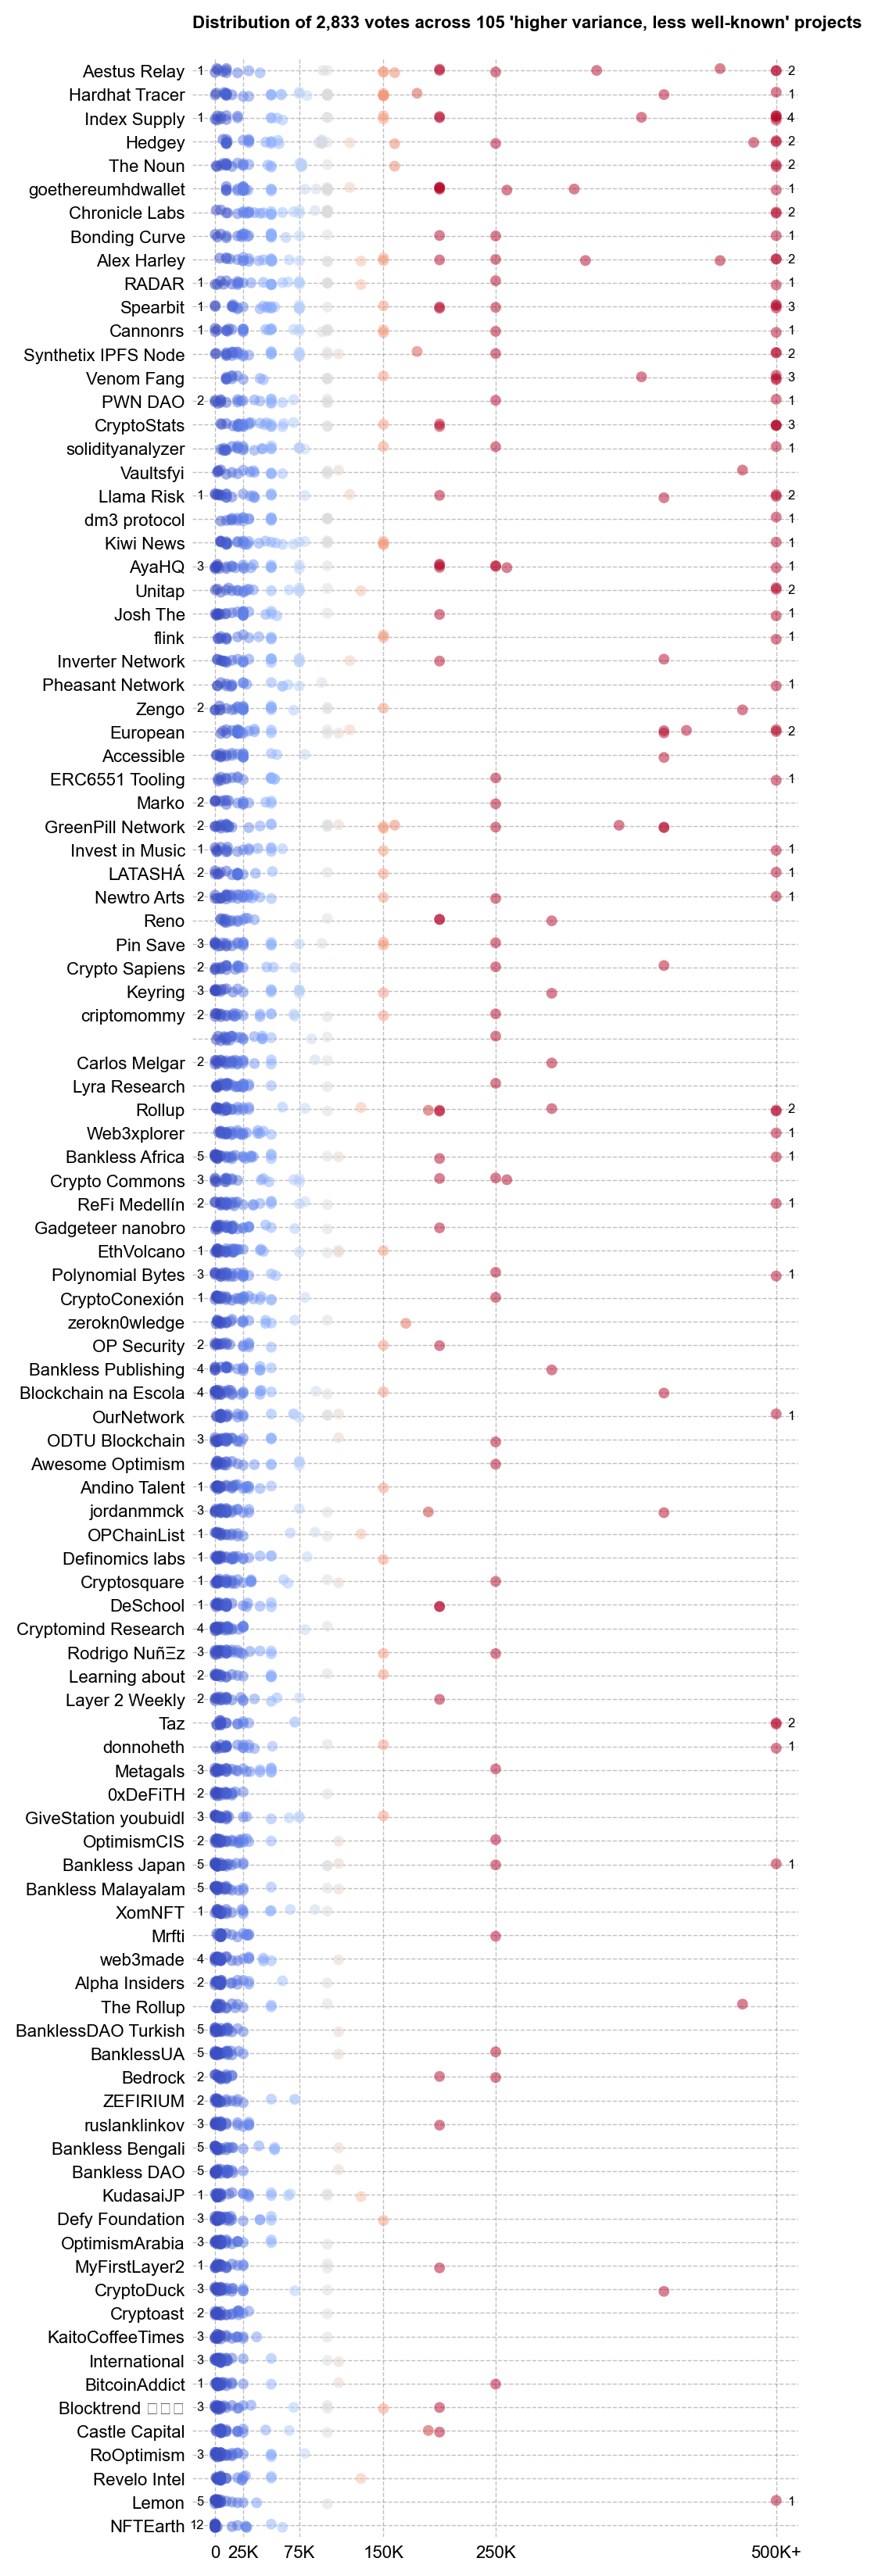 Distribution of 2,833 votes across 105 'higher variance, less well-known' projects
Aestus Relay 1 2
Hardhat Tracer 1
Index Supply 1 4
Hedgey 2
The Noun 2
goethereumhdwallet 1
Chronicle Labs 2
Bonding Curve 1
Alex Harley 2
RADAR 1 1
Spearbit 1 3
Cannonrs 1 1
Synthetix IPFS Node 2
Venom Fang 3
PWN DAO 2 1
CryptoStats 3
solidityanalyzer 1
Vaultsfyi
Llama Risk 1 2
dm3 protocol 1
Kiwi News 1
AyaHQ 3 1
Unitap 2
Josh The 1
flink 1
Inverter Network
Pheasant Network 1
Zengo 2
European 2
Accessible
ERC6551 Tooling 1
Marko 2
GreenPill Network 2
Invest in Music 1 1
LATASHÁ 2 1
Newtro Arts 2 1
Reno
Pin Save 3
Crypto Sapiens 2
Keyring 3
criptomommy 2
Carlos Melgar 2
Lyra Research
Rollup 2
Web3xplorer 1
Bankless Africa 5 1
Crypto Commons 3
ReFi Medellín 2 1
Gadgeteer nanobro
EthVolcano 1
Polynomial Bytes 3 1
CryptoConexión 1
zerokn0wledge
OP Security 2
Bankless Publishing 4
Blockchain na Escola 4
OurNetwork 1
ODTU Blockchain 3
Awesome Optimism
Andino Talent 1
jordanmmck 3
OPChainList 1
Definomics labs 1
Cryptosquare 1
DeSchool 1
Cryptomind Research 4
Rodrigo NuñΞz 3
Learning about 2
Layer 2 Weekly 2
Taz 2
donnoheth 1
Metagals 3
0xDeFiTH 2
GiveStation youbuidl 3
OptimismCIS 2
Bankless Japan 5 1
Bankless Malayalam 5
XomNFT 1
Mrfti
web3made 4
Alpha Insiders 2
The Rollup
BanklessDAO Turkish 5
BanklessUA 5
Bedrock 2
ZEFIRIUM 2
ruslanklinkov 3
Bankless Bengali 5
Bankless DAO 5
KudasaiJP 1
Defy Foundation 3
OptimismArabia 3
MyFirstLayer2 1
CryptoDuck 3
Cryptoast 2
KaitoCoffeeTimes 3
International 3
BitcoinAddict 1
Blocktrend 3
Castle Capital
RoOptimism 3
Revelo Intel
Lemon 5 1
NFTEarth 12
0 25K 75K 150K 250K 500K+